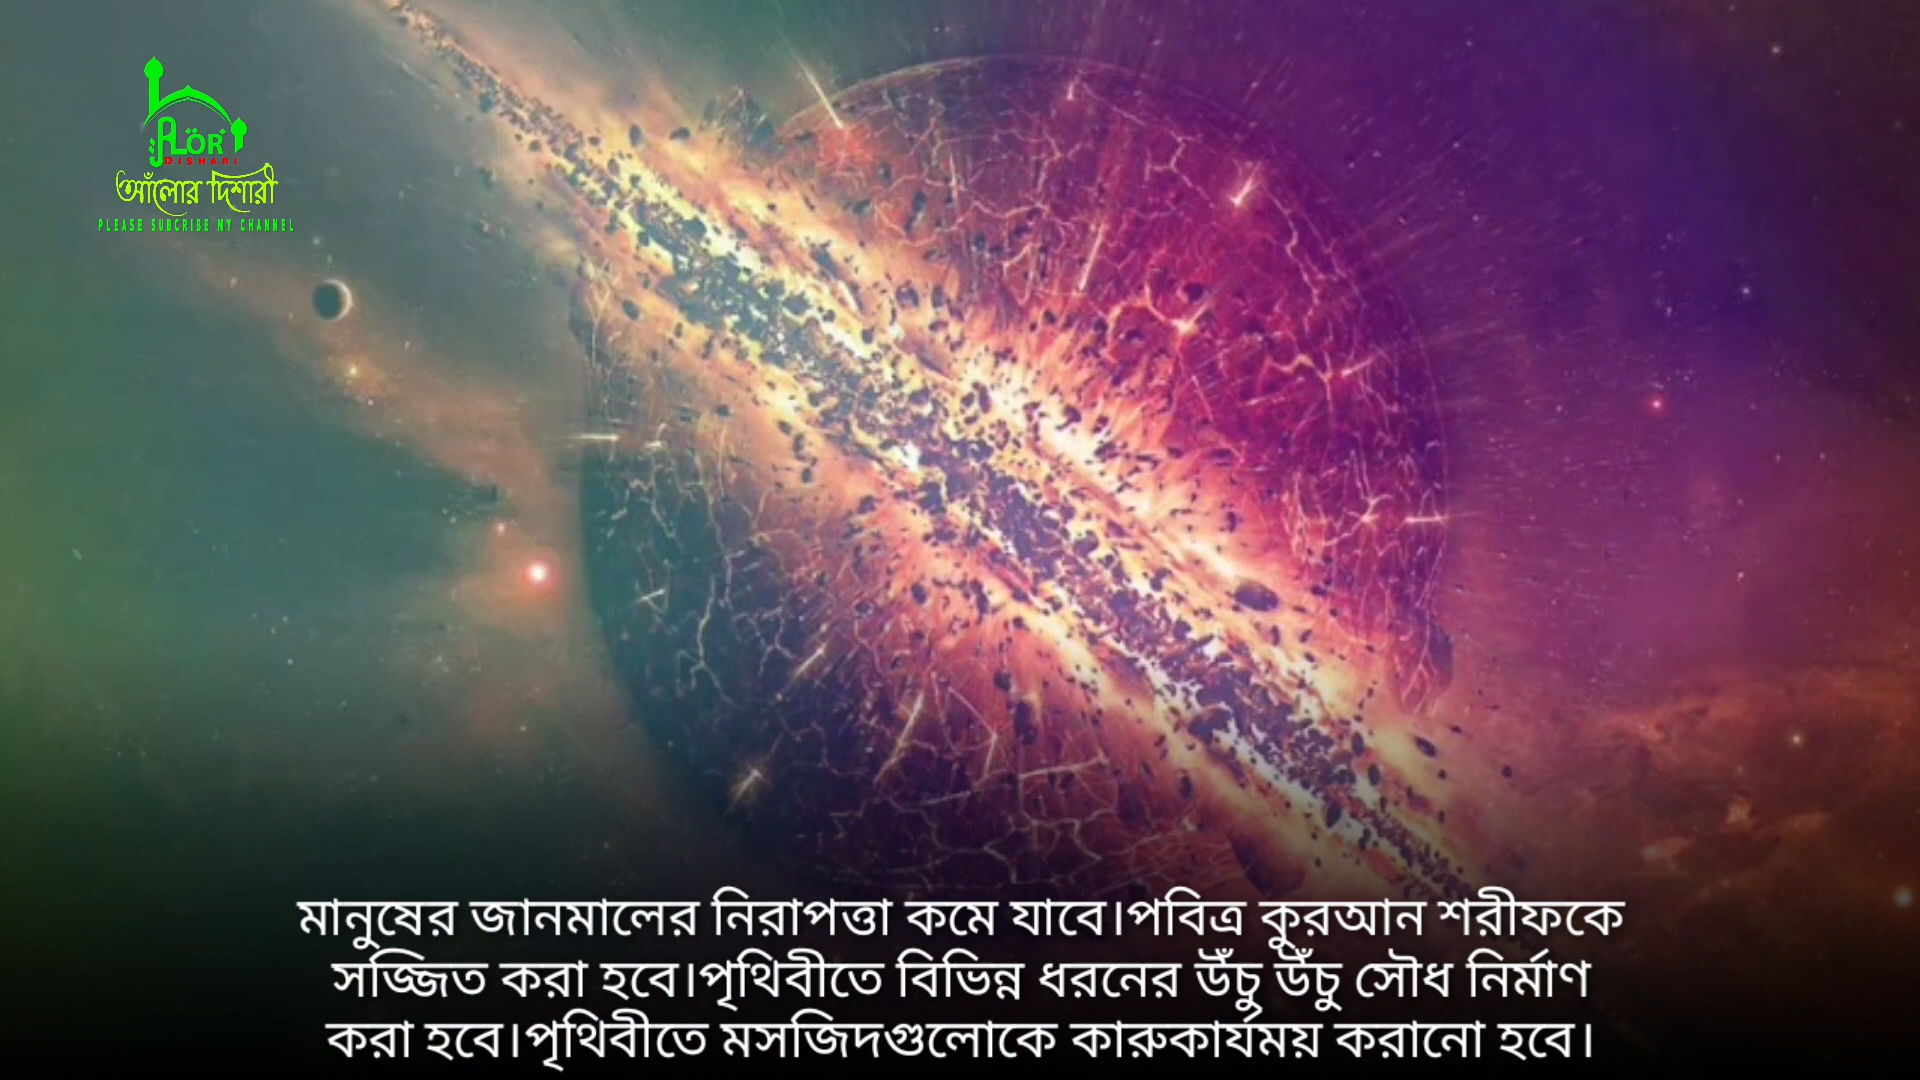 ALOR
DISHARI
আঁলোর দিশারী
PLEASE SUBCRIBE MY CHANNEL
মানুষের জানমালের নিরাপত্তা কমে যাবে।পবিত্র কুরআন শরীফকে
সজ্জিত করা হবে।পৃথিবীতে বিভিন্ন ধরনের উঁচু উঁচু সৌধ নির্মাণ
করা হবে।পৃথিবীতে মসজিদগুলোকে কারুকার্যময় করানো হবে।